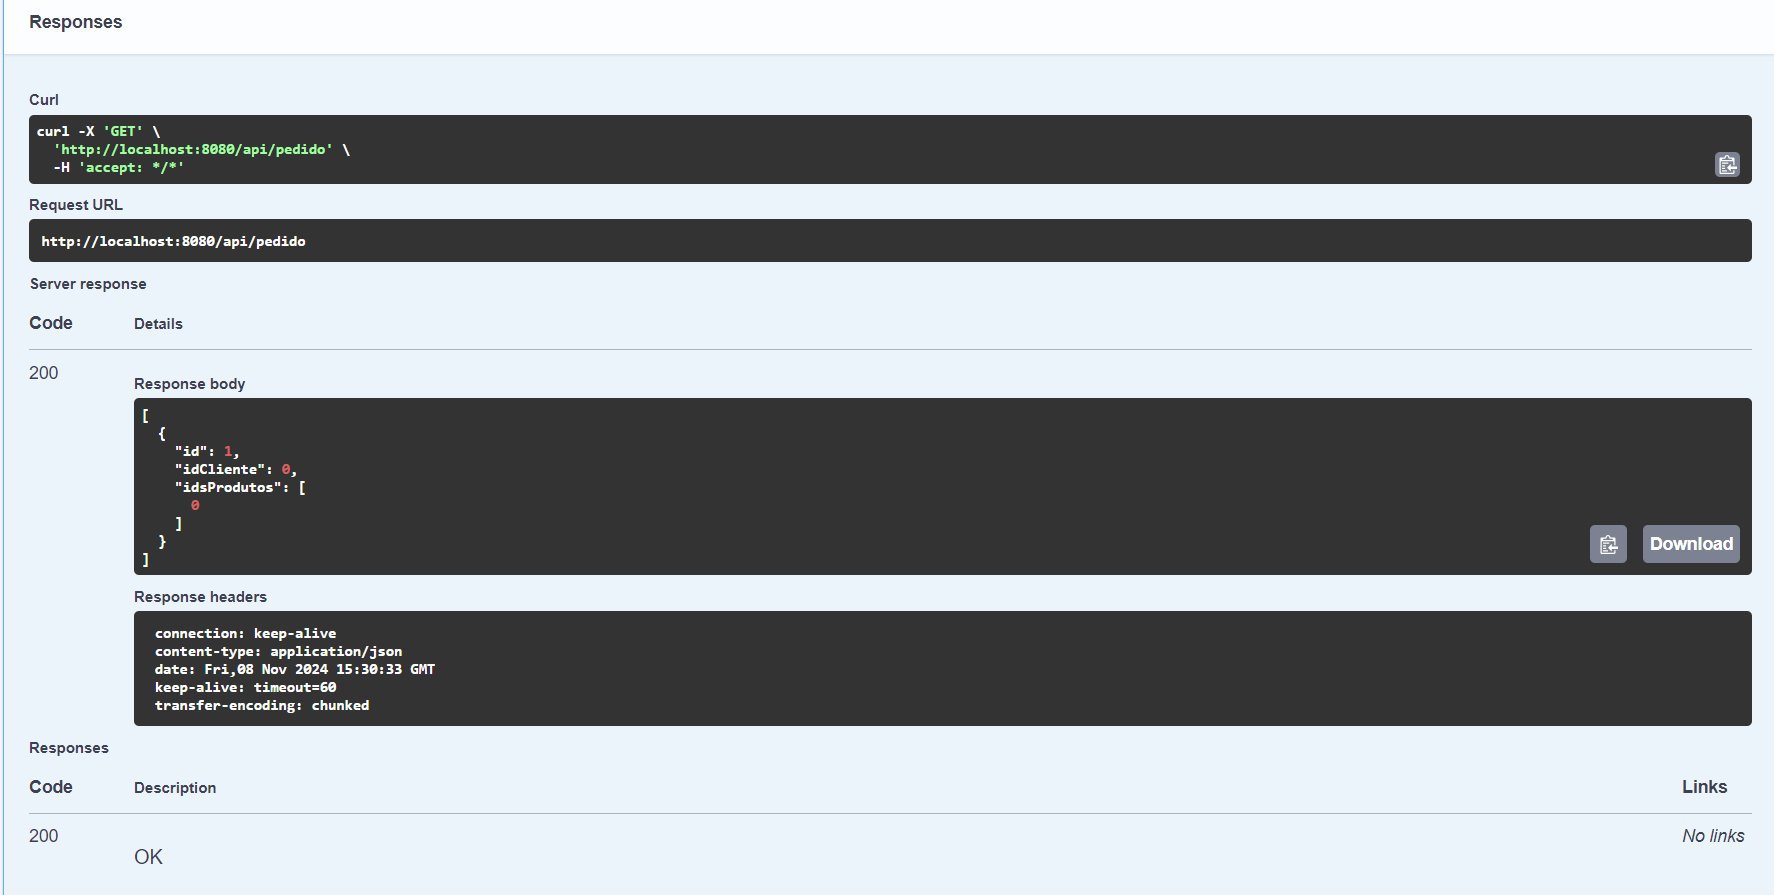 Responses
Curl
curl -X 'GET' \
  'http://localhost:8080/api/pedido' \
  -H 'accept: */*'
Request URL
http://localhost:8080/api/pedido
Server response
Code Details
200
Response body
[
  {
    "id": 1,
    "idCliente": 0,
    "idsProdutos": [
      0
    ]
  }
]
Download
Response headers
connection: keep-alive
content-type: application/json
date: Fri,08 Nov 2024 15:30:33 GMT
keep-alive: timeout=60
transfer-encoding: chunked
Responses
Code Description Links
200 No links
OK